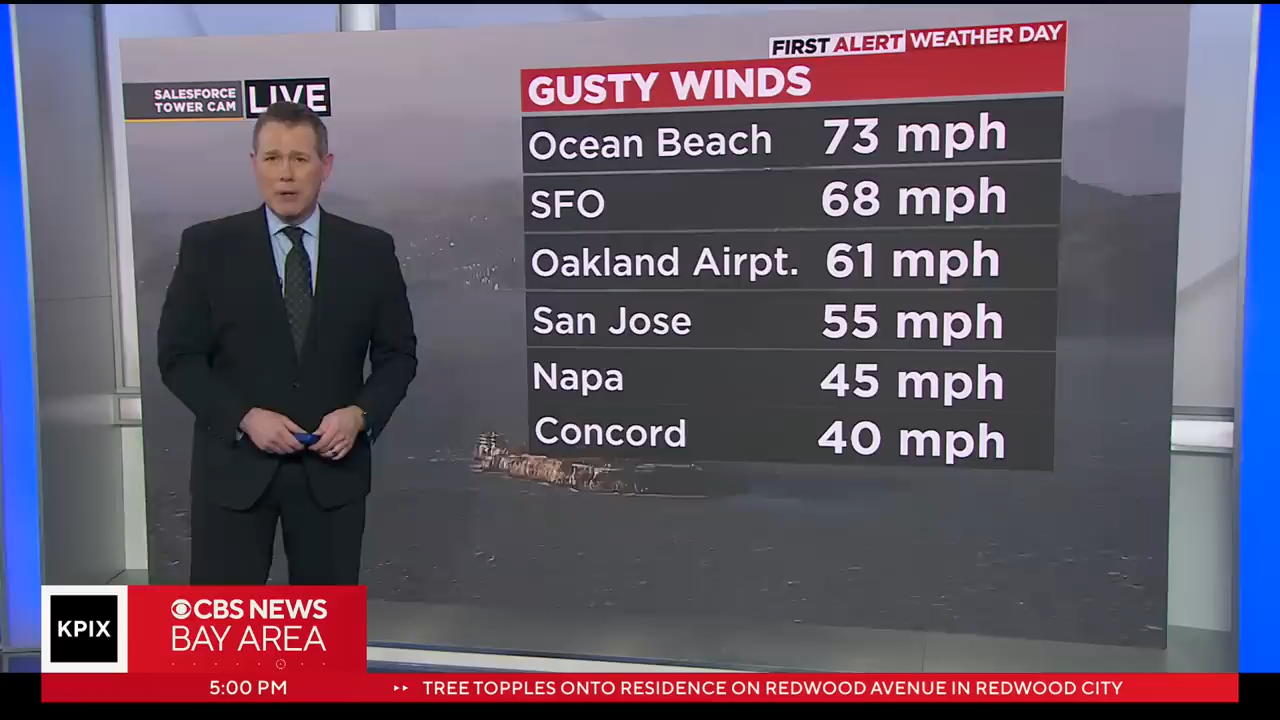 FIRST ALERT WEATHER DAY
SALESFORCE
TOWER CAM
LIVE
GUSTY WINDS
Ocean Beach 73 mph
SFO 68 mph
Oakland Airpt. 61 mph
San Jose 55 mph
Napa 45 mph
Concord 40 mph
KPIX
CBS NEWS
BAY AREA
5:00 PM
TREE TOPPLES ONTO RESIDENCE ON REDWOOD AVENUE IN REDWOOD CITY